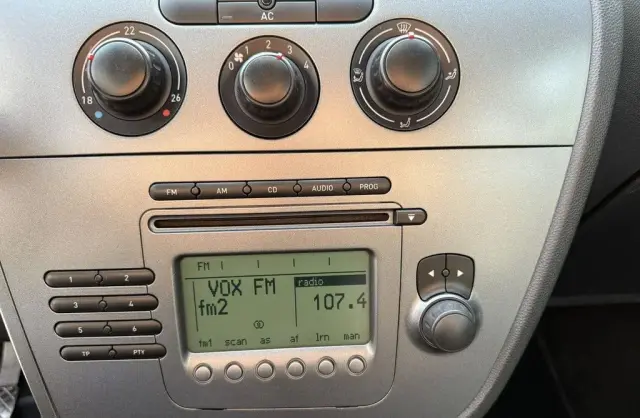 AC
22
18 26
0 1 2 3 4
FM AM CD AUDIO PROG
FM
VOX FM radio
fm2 107.4
fm1 scan as af lrn man
1 2
3 4
5 6
TP PTY